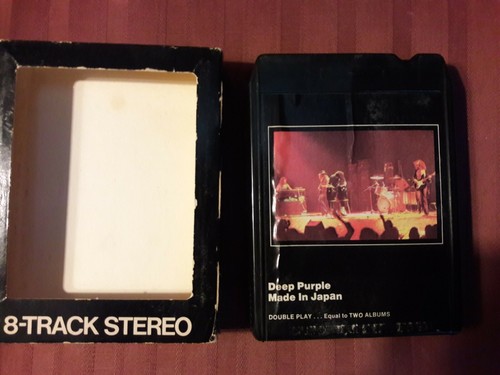 8-TRACK STEREO
Deep Purple
Made In Japan
DOUBLE PLAY . . . Equal to TWO ALBUMS